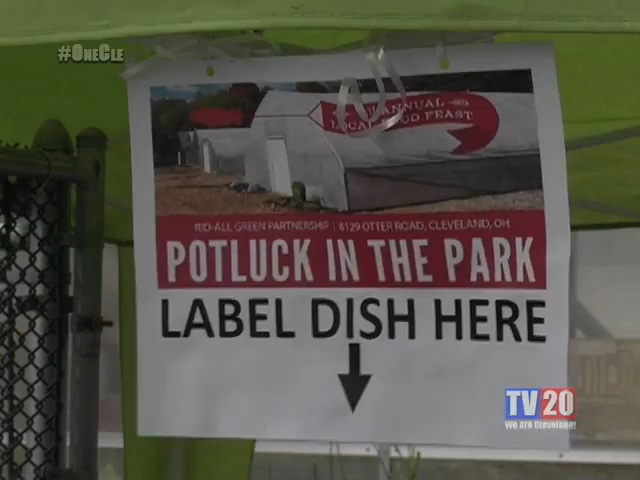 #ONECLE
ANNUAL
LOCAL FOOD FEAST
RID-ALL GREEN PARTNERSHIP | 8129 OTTER ROAD, CLEVELAND, OH
POTLUCK IN THE PARK
LABEL DISH HERE
TV20
We Are Cleveland!